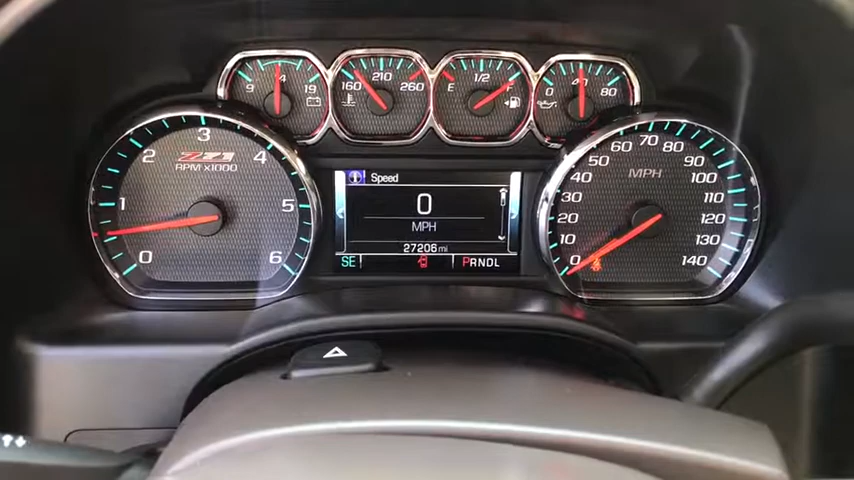 9 14 19
160 210 260
E 1/2 F
0 40 80
0 1 2 3 4 5 6
Z71
RPM x1000
Speed
0
MPH
27206 mi
SE
PRNDL
0 10 20 30 40 50 60 70 80 90 100 110 120 130 140
MPH